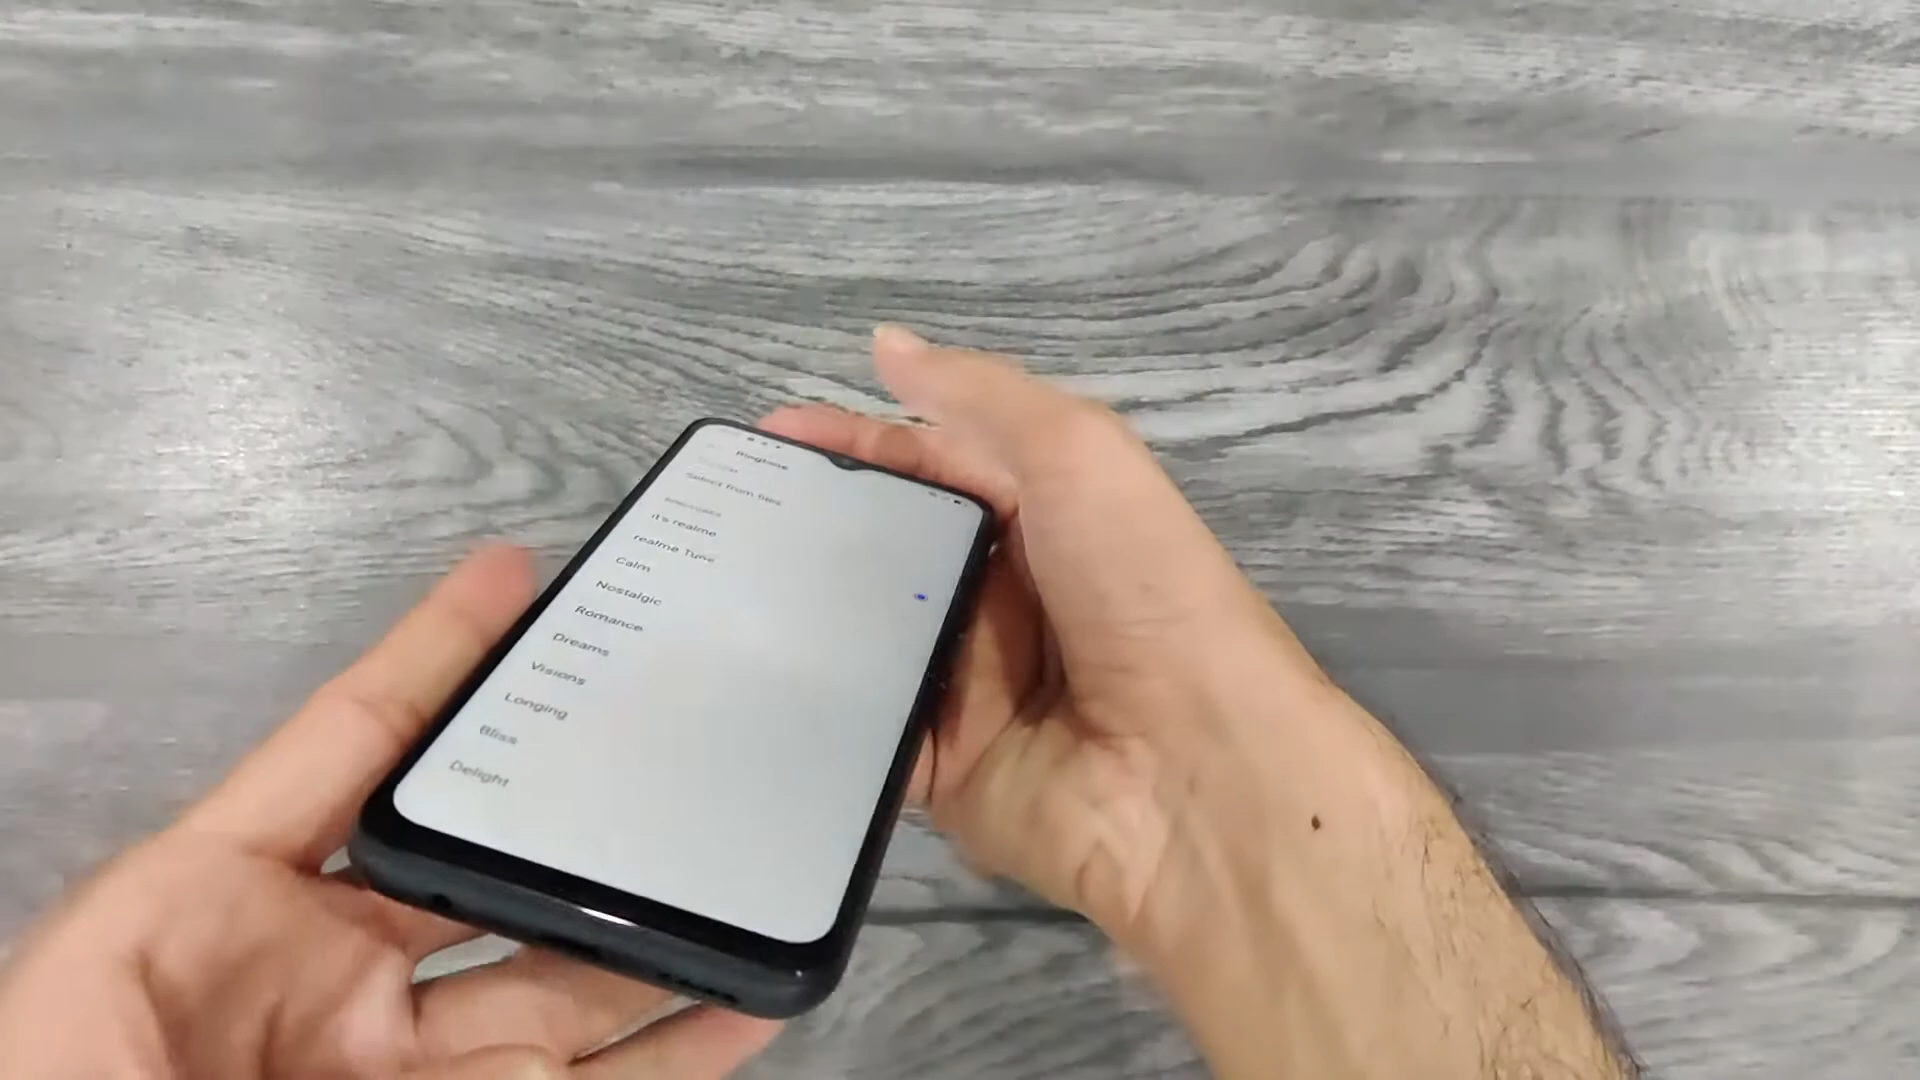 Ringtone
Select from files
it's realme
realme Tune
Calm
Nostalgic
Romance
Dreams
Visions
Longing
Bliss
Delight